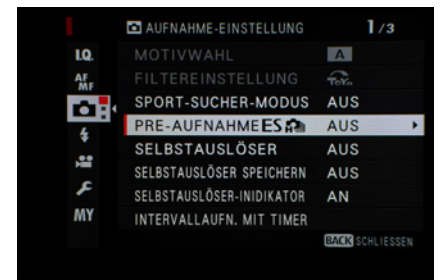 AUFNAHME-EINSTELLUNG 1/3
I.Q.
AF MF
MY
MOTIVWAHL A
FILTEREINSTELLUNG
SPORT-SUCHER-MODUS AUS
PRE-AUFNAHME ES AUS
SELBSTAUSLÖSER AUS
SELBSTAUSLÖSER SPEICHERN AUS
SELBSTAUSLÖSER-INIDIKATOR AN
INTERVALLAUFN. MIT TIMER
BACK SCHLIESSEN